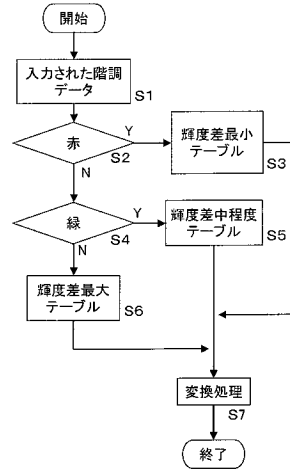 開始
入力された階調
データ
S1
赤
Y
S2
N
輝度差最小
テーブル
S3
緑
Y
S4
N
輝度差中程度
テーブル
S5
輝度差最大
テーブル
S6
変換処理
S7
終了